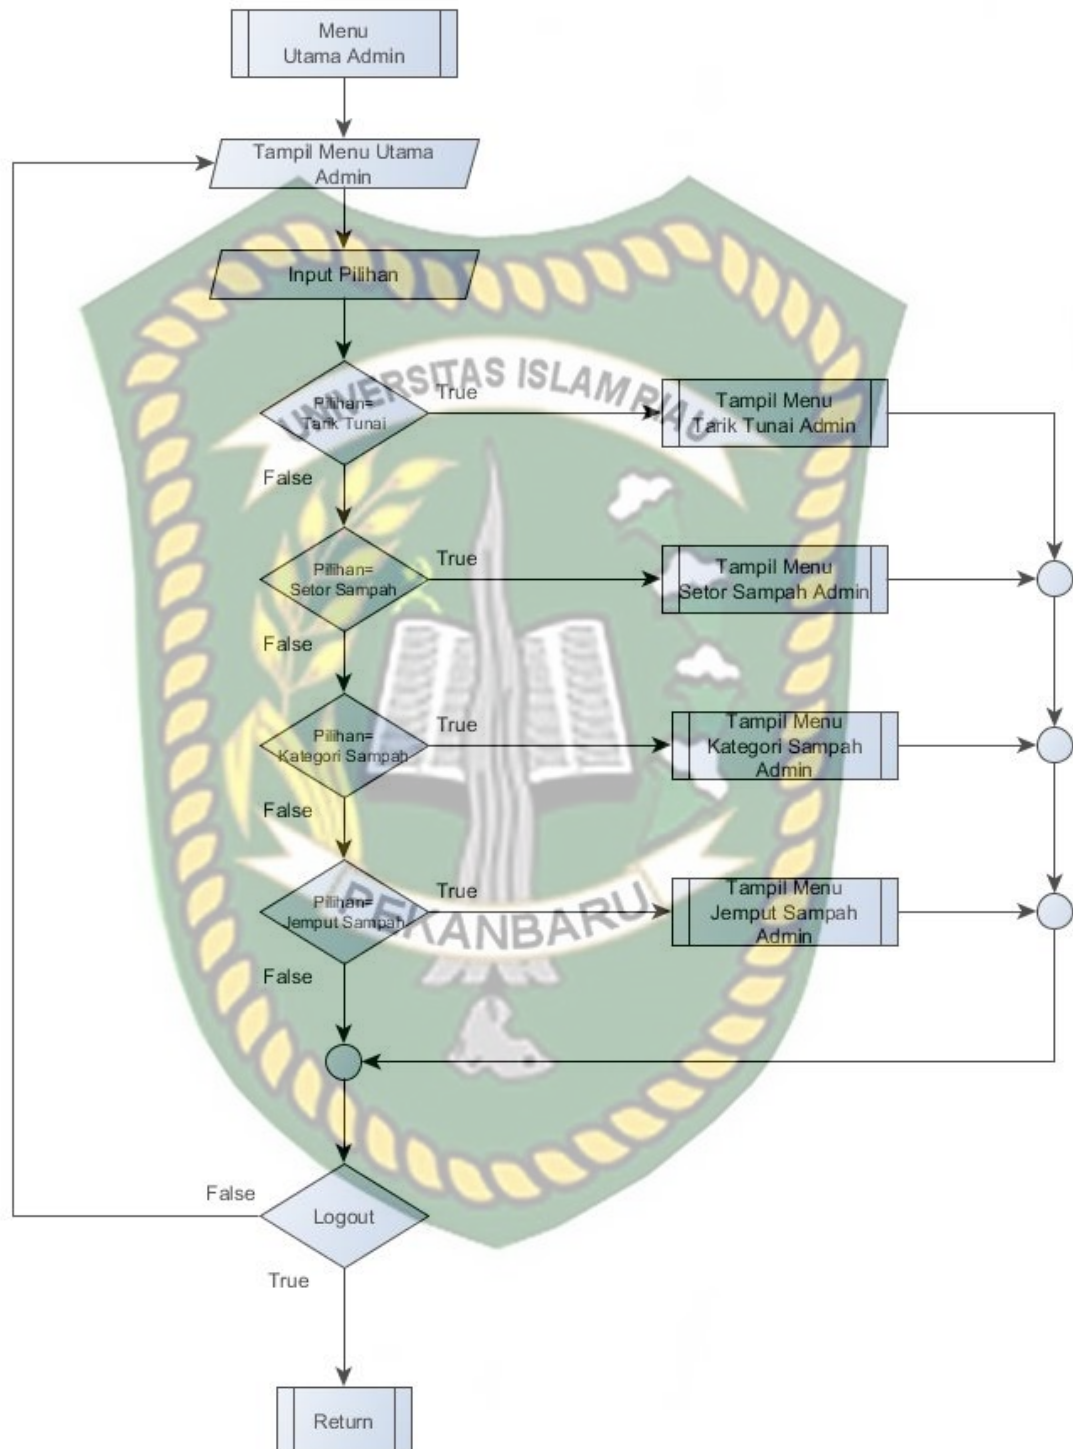 Menu
Utama Admin
Tampil Menu Utama
Admin
Input Pilihan
UNIVERSITAS ISLAM RIAU
Pilihan=
Tarik Tunai
True
Tampil Menu
Tarik Tunai Admin
False
Pilihan=
Setor Sampah
True
Tampil Menu
Setor Sampah Admin
False
Pilihan=
Kategori Sampah
True
Tampil Menu
Kategori Sampah
Admin
False
Pilihan=
Jemput Sampah
True
Tampil Menu
Jemput Sampah
Admin
PEKANBARU
False
False
Logout
True
Return